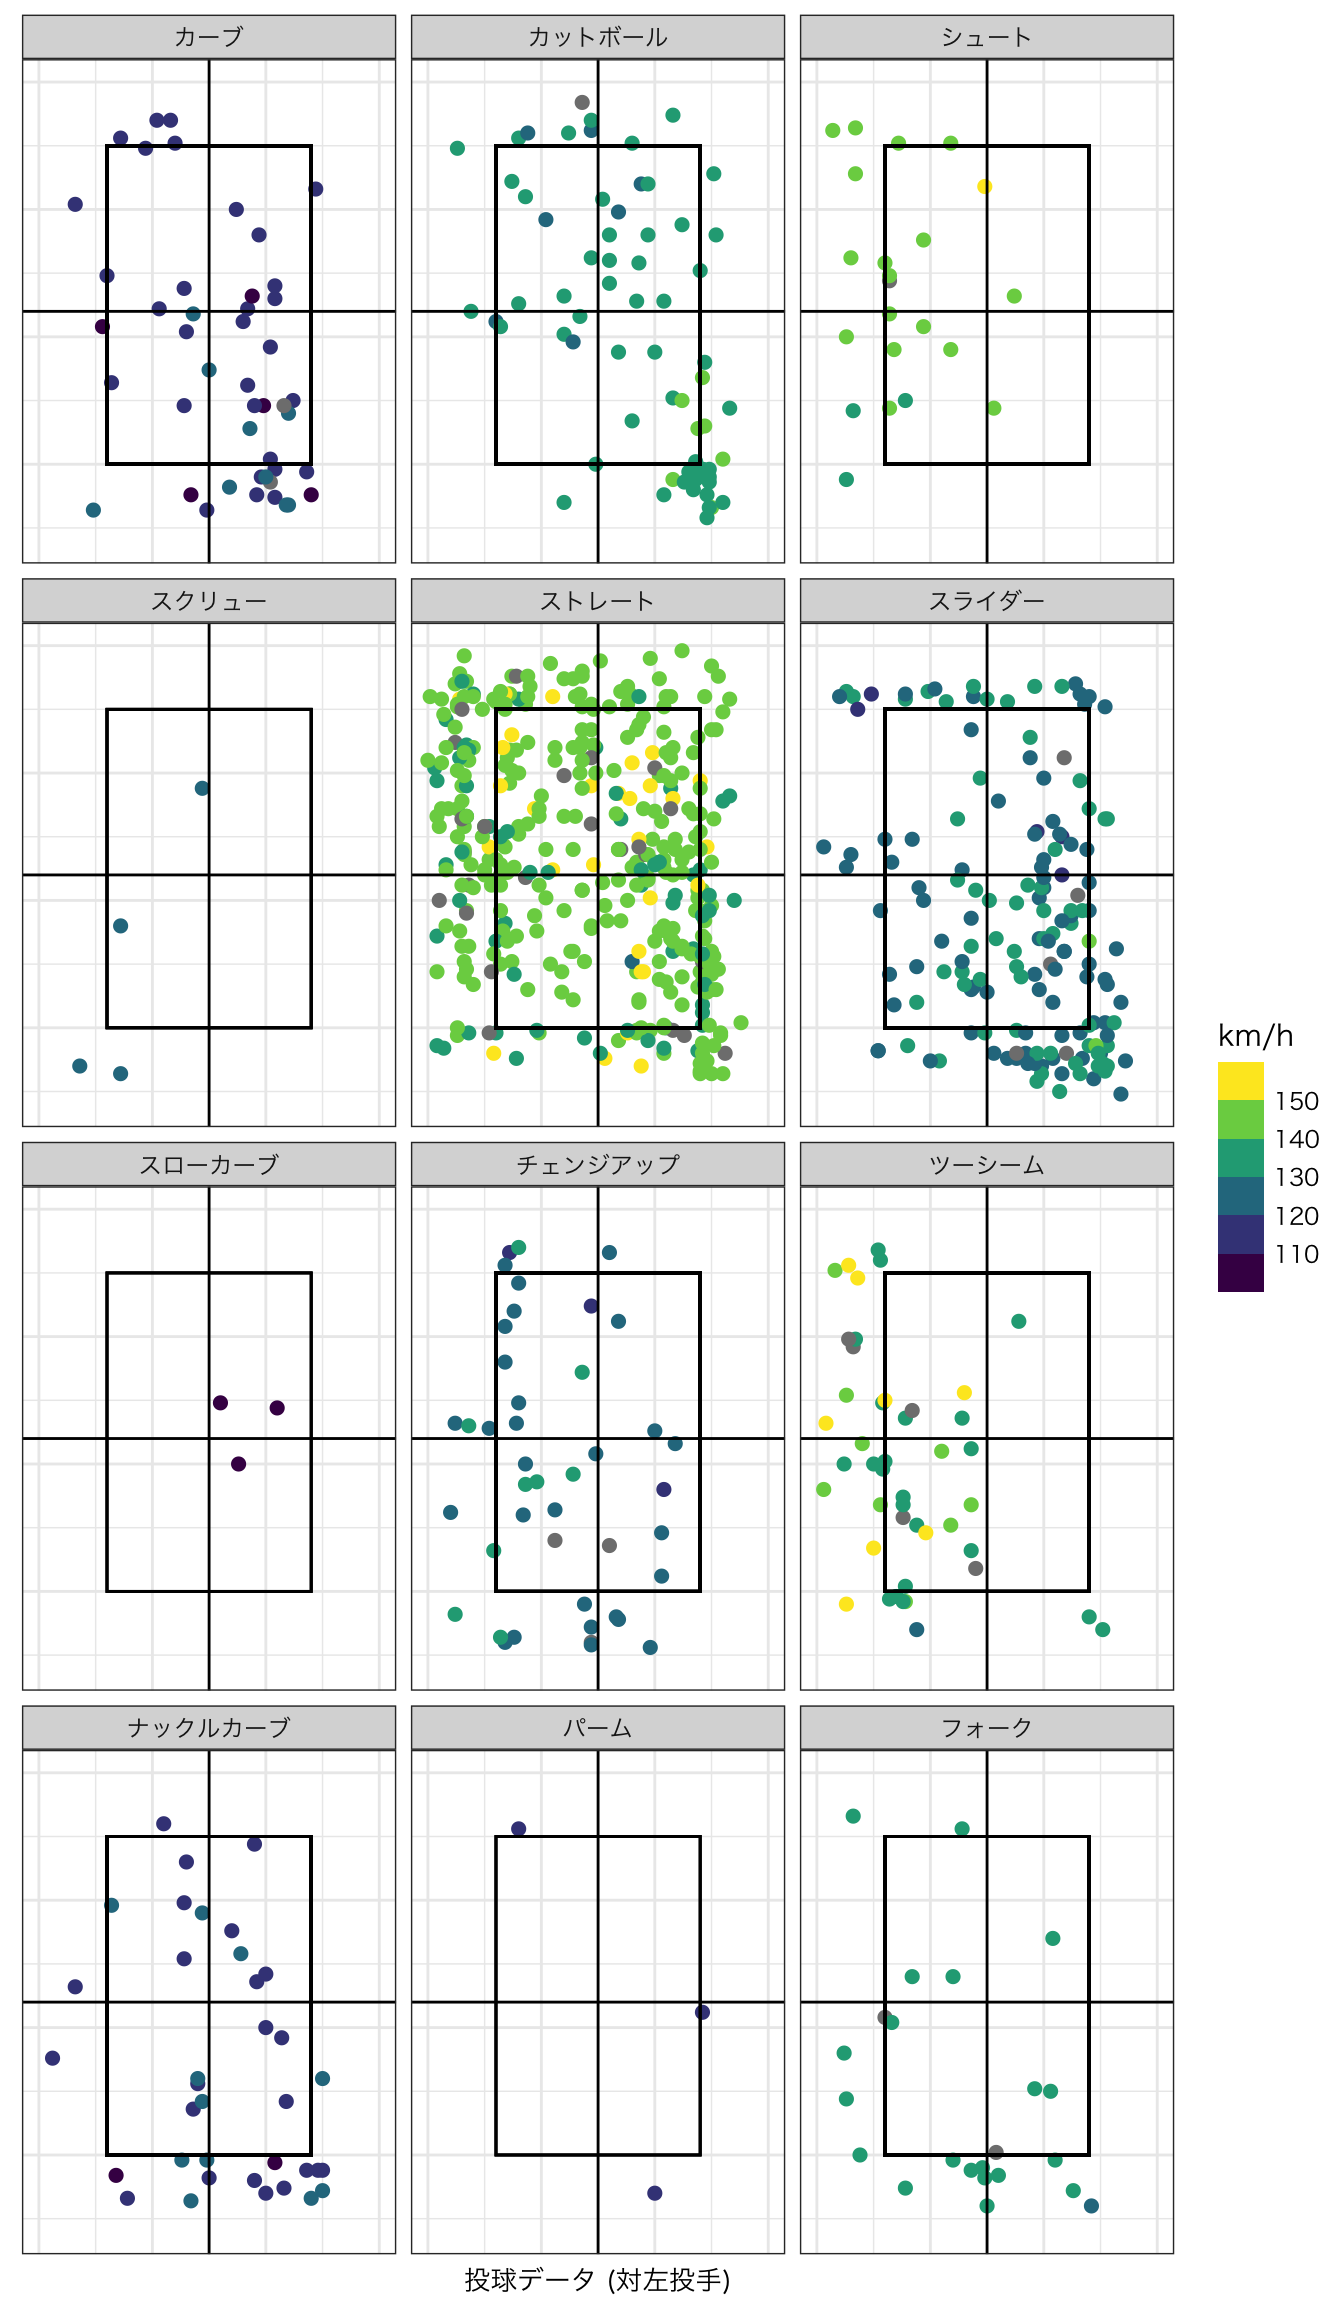 カーブ
カットボール
シュート
スクリュー
ストレート
スライダー
スローカーブ
チェンジアップ
ツーシーム
ナックルカーブ
パーム
フォーク
km/h
150
140
130
120
110
投球データ (対左投手)